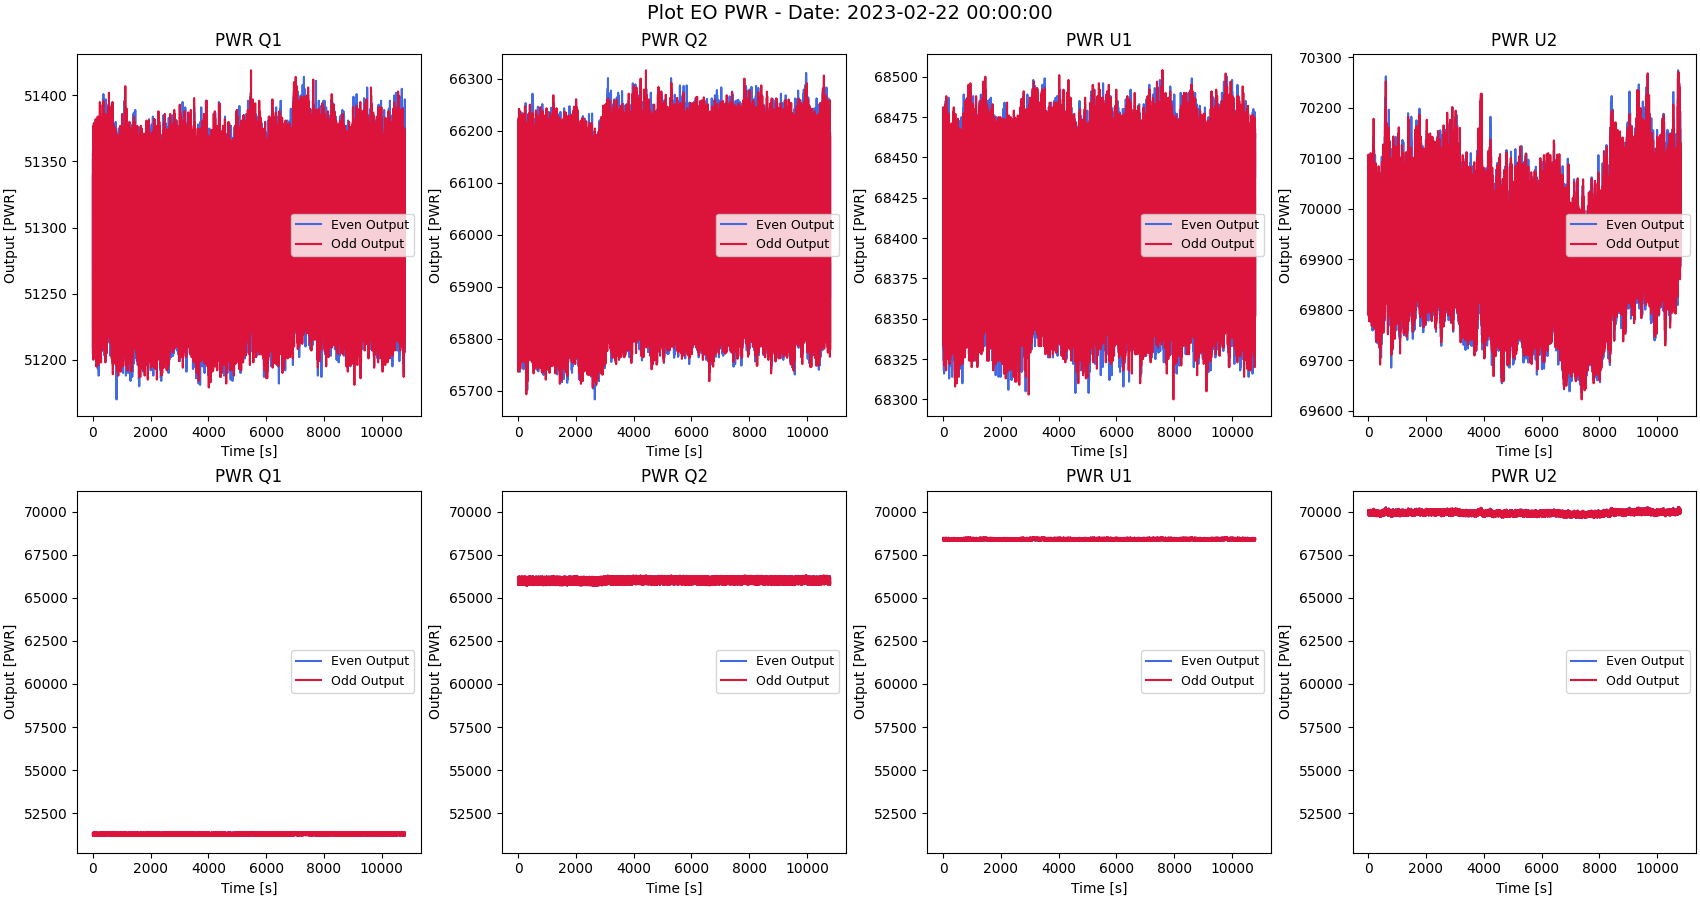 Plot EO PWR - Date: 2023-02-22 00:00:00
PWR Q1
PWR Q2
PWR U1
PWR U2
Output [PWR]
51400
51350
51300
51250
51200
Even Output
Odd Output
0 2000 4000 6000 8000 10000
Time [s]
Output [PWR]
66300
66200
66100
66000
65900
65800
65700
Even Output
Odd Output
0 2000 4000 6000 8000 10000
Time [s]
Output [PWR]
68500
68475
68450
68425
68400
68375
68350
68325
68300
Even Output
Odd Output
0 2000 4000 6000 8000 10000
Time [s]
Output [PWR]
70300
70200
70100
70000
69900
69800
69700
69600
Even Output
Odd Output
0 2000 4000 6000 8000 10000
Time [s]
PWR Q1
PWR Q2
PWR U1
PWR U2
Output [PWR]
70000
67500
65000
62500
60000
57500
55000
52500
Even Output
Odd Output
0 2000 4000 6000 8000 10000
Time [s]
Output [PWR]
70000
67500
65000
62500
60000
57500
55000
52500
Even Output
Odd Output
0 2000 4000 6000 8000 10000
Time [s]
Output [PWR]
70000
67500
65000
62500
60000
57500
55000
52500
Even Output
Odd Output
0 2000 4000 6000 8000 10000
Time [s]
Output [PWR]
70000
67500
65000
62500
60000
57500
55000
52500
Even Output
Odd Output
0 2000 4000 6000 8000 10000
Time [s]